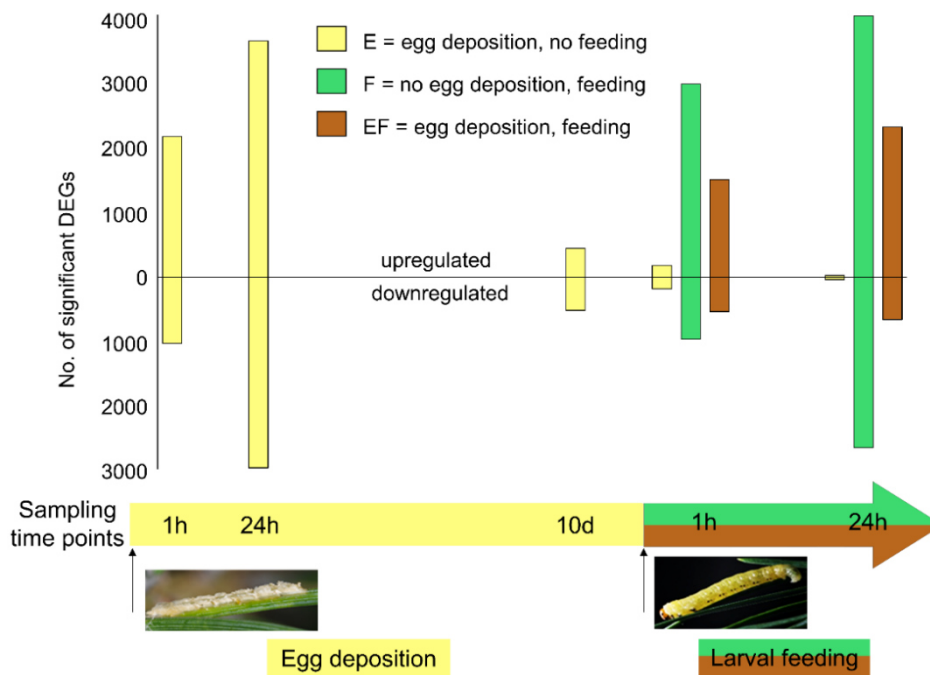 4000
3000
2000
1000
0
1000
2000
3000
No. of significant DEGs
E = egg deposition, no feeding
F = no egg deposition, feeding
EF = egg deposition, feeding
upregulated
downregulated
Sampling
time points
1h
24h
10d
1h
24h
Egg deposition
Larval feeding